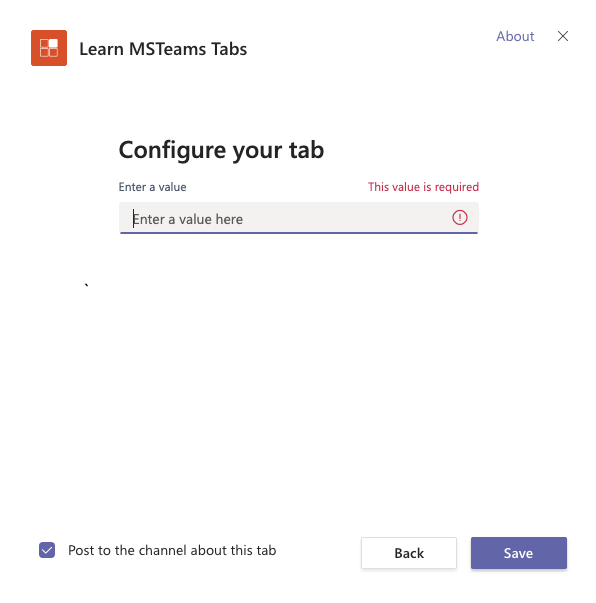 Learn MSTeams Tabs
About
Configure your tab
Enter a value
This value is required
Enter a value here
`
Post to the channel about this tab
Back
Save